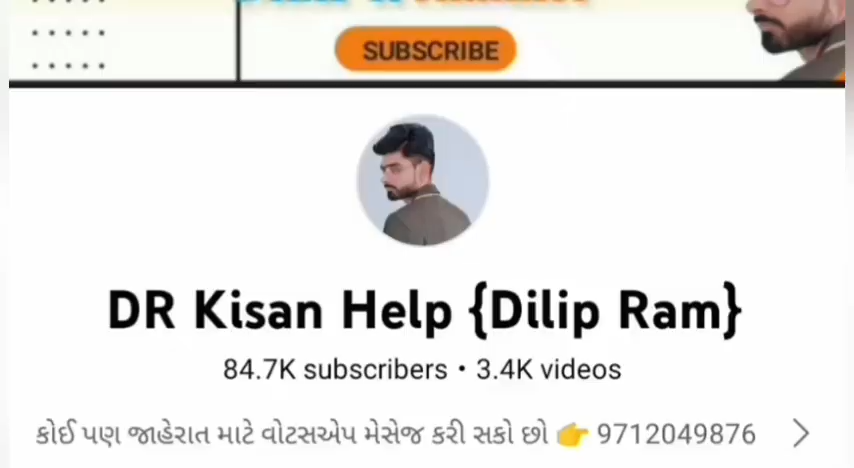 SUBSCRIBE
DR Kisan Help {Dilip Ram}
84.7K subscribers • 3.4K videos
કોઈ પણ જાહેરાત માટે વોટસએપ મેસેજ કરી સકો છો 👉 9712049876